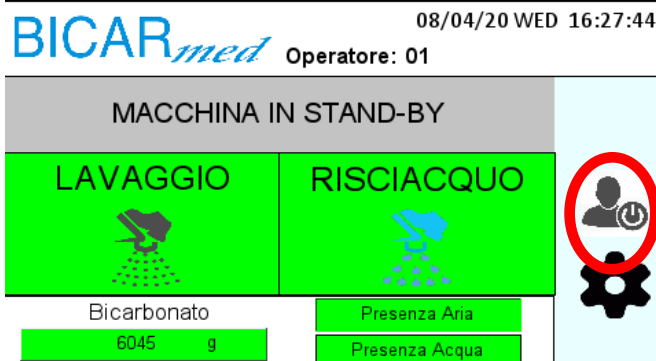 08/04/20 WED 16:27:44
BICARmed Operatore: 01
MACCHINA IN STAND-BY
LAVAGGIO RISCIACQUO
Bicarbonato Presenza Aria
6045 g Presenza Acqua